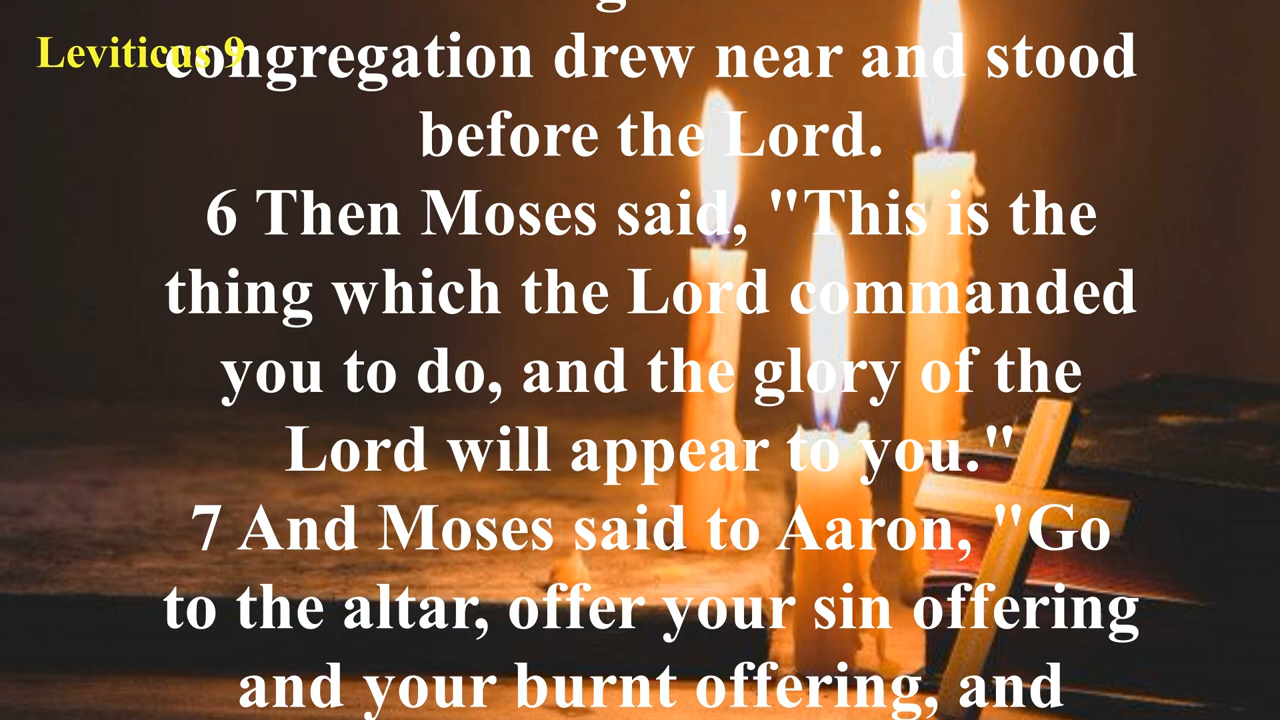 Leviticus 9
congregation drew near and stood
before the Lord.
6 Then Moses said, "This is the
thing which the Lord commanded
you to do, and the glory of the
Lord will appear to you."
7 And Moses said to Aaron, "Go
to the altar, offer your sin offering
and your burnt offering, and